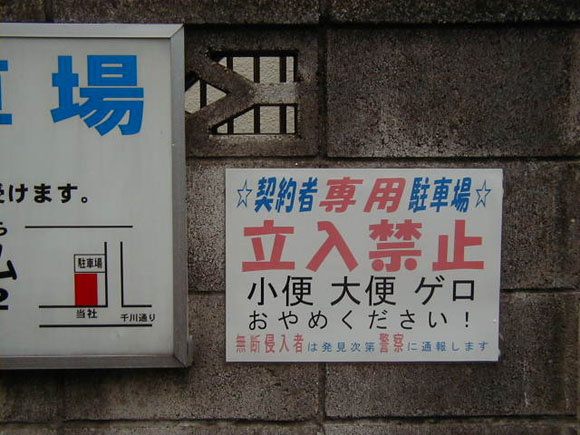 場
受けます。
駐車場
当社
千川通り
2
☆契約者専用駐車場☆
立入禁止
小便 大便 ゲロ
おやめください!
無断侵入者は発見次第警察に通報します